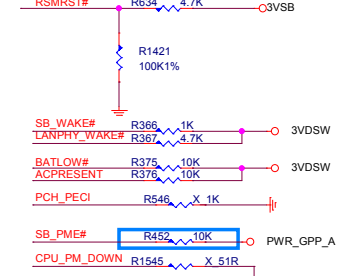 RSMRST# R634 4.7K 3VSB
R1421
100K1%
SB_WAKE# R366 1K 3VDSW
LANPHY_WAKE# R367 4.7K
BATLOW# R375 10K 3VDSW
ACPRESENT R376 10K
PCH_PECI R546 X_1K
SB_PME# R452 10K PWR_GPP_A
CPU_PM_DOWN R1545 X_51R